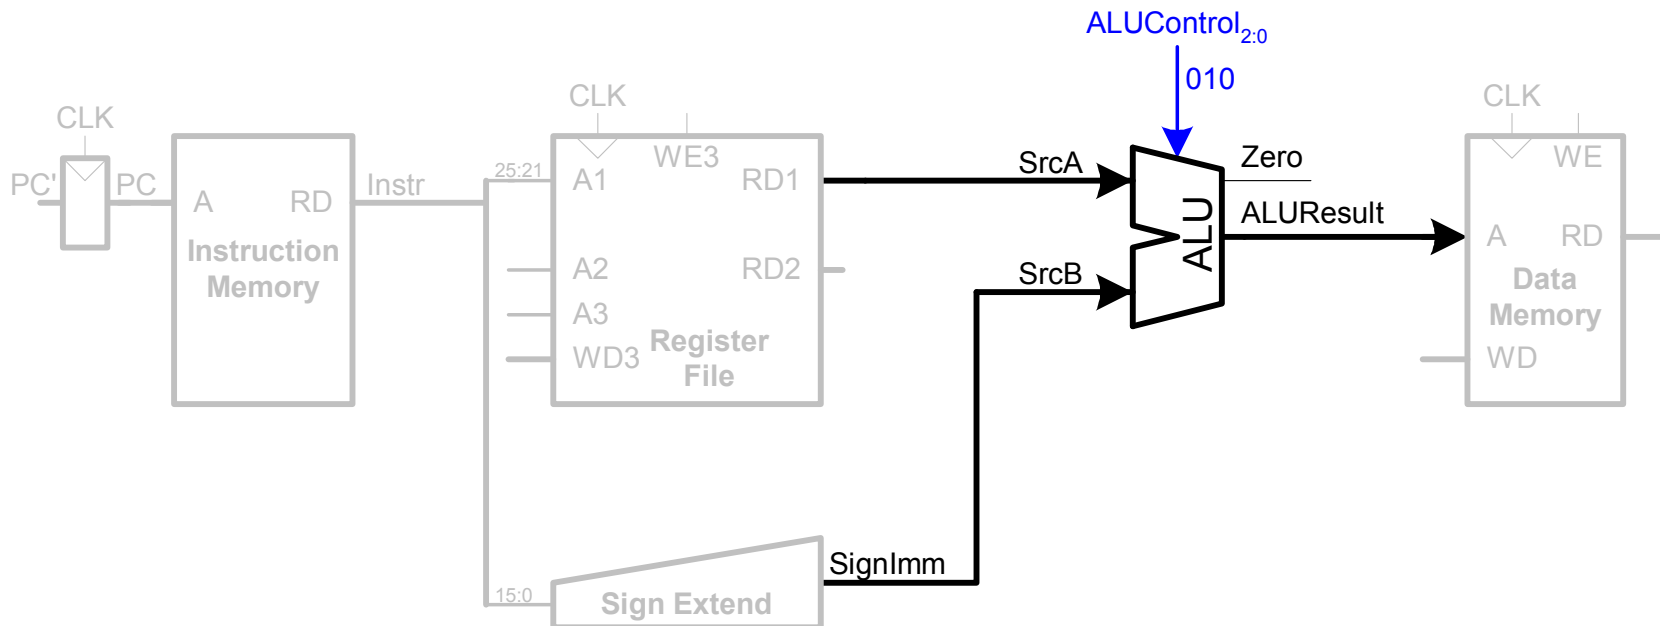 ALUControl2:0
010
CLK
CLK
CLK
PC'
PC
A
RD
Instruction
Memory
Instr
25:21
A1
WE3
RD1
A2
RD2
A3
WD3
Register
File
SrcA
SrcB
ALU
Zero
ALUResult
WE
A
RD
Data
Memory
WD
15:0
Sign Extend
SignImm